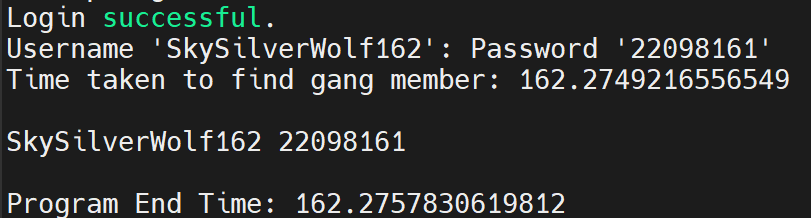 Login successful.
Username 'SkySilverWolf162': Password '22098161'
Time taken to find gang member: 162.2749216556549
SkySilverWolf162 22098161
Program End Time: 162.2757830619812